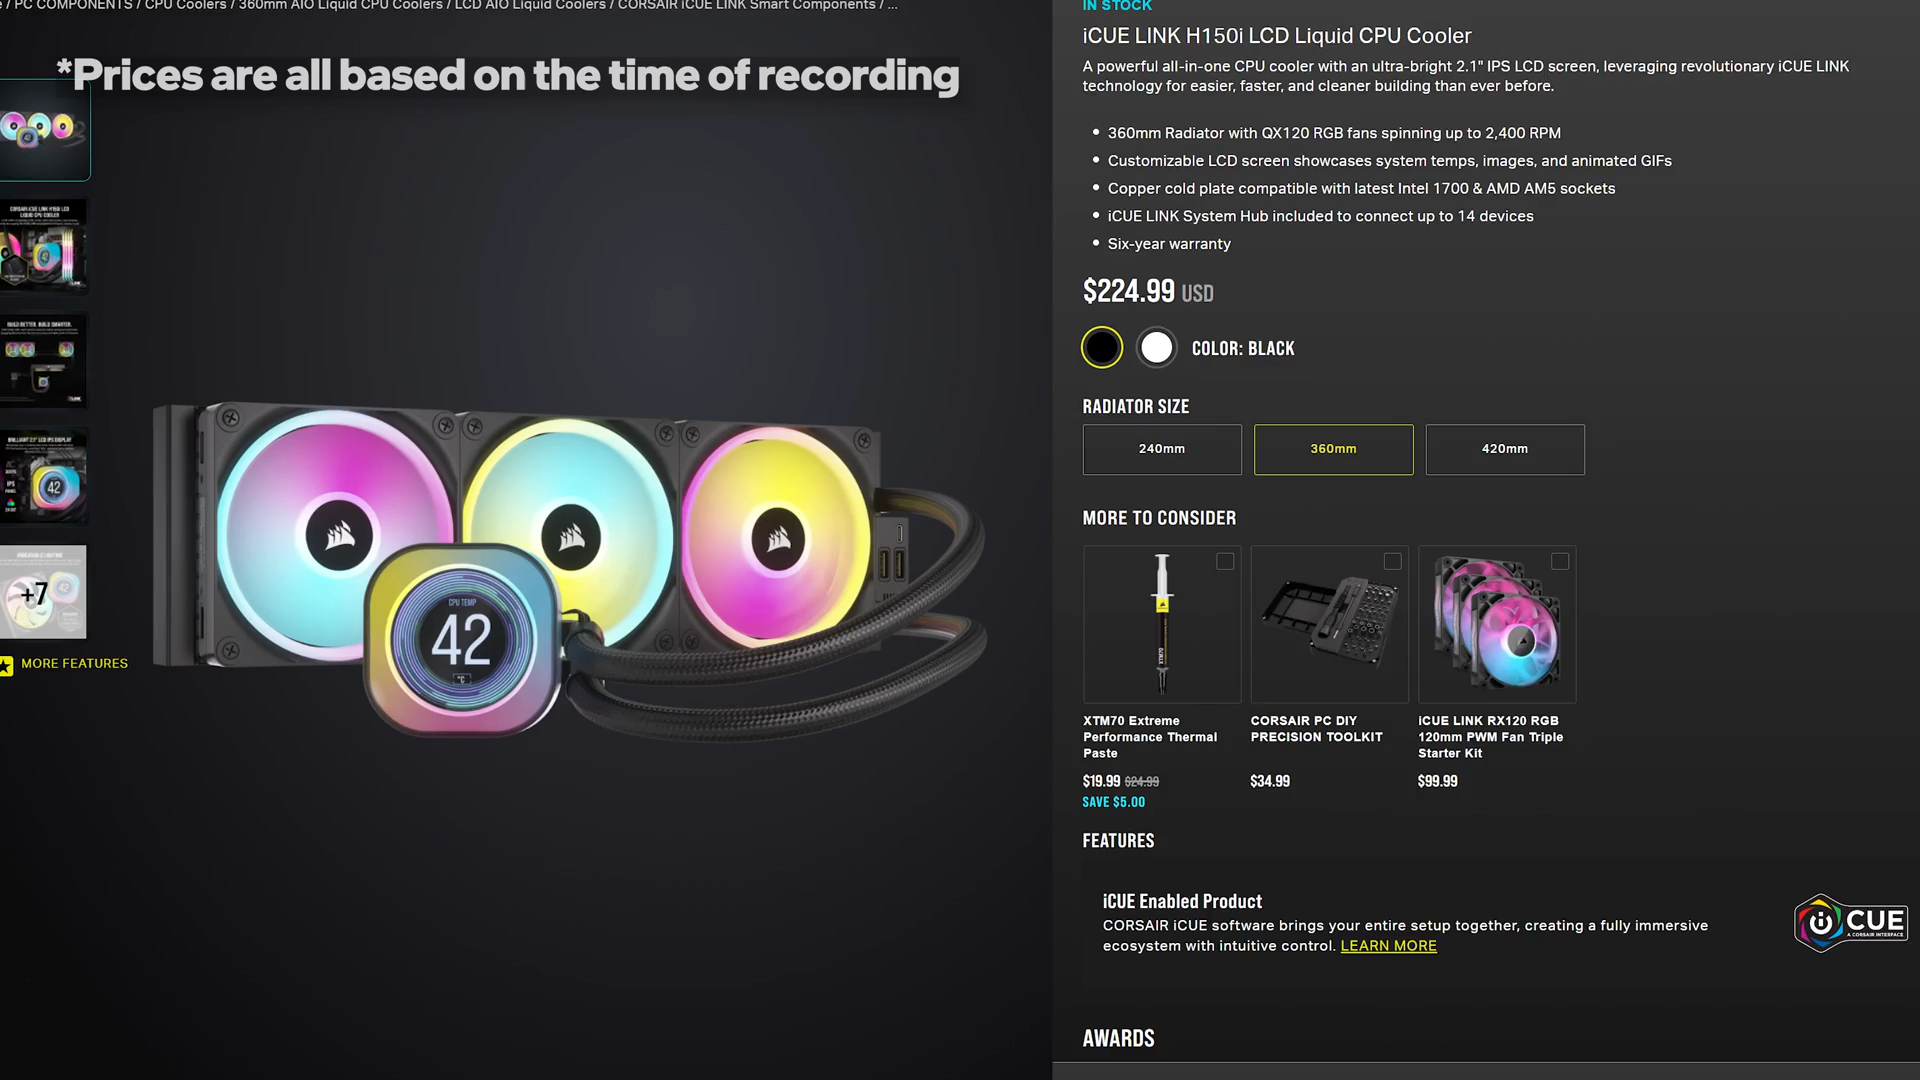 / PC COMPONENTS / CPU Coolers / 360mm AIO Liquid CPU Coolers / LCD AIO Liquid Coolers / CORSAIR iCUE LINK Smart Components / ...
*Prices are all based on the time of recording
+7
MORE FEATURES
CPU TEMP
42
°C
IN STOCK
iCUE LINK H150i LCD Liquid CPU Cooler
A powerful all-in-one CPU cooler with an ultra-bright 2.1" IPS LCD screen, leveraging revolutionary iCUE LINK
technology for easier, faster, and cleaner building than ever before.
• 360mm Radiator with QX120 RGB fans spinning up to 2,400 RPM
• Customizable LCD screen showcases system temps, images, and animated GIFs
• Copper cold plate compatible with latest Intel 1700 & AMD AM5 sockets
• iCUE LINK System Hub included to connect up to 14 devices
• Six-year warranty
$224.99 USD
COLOR: BLACK
RADIATOR SIZE
240mm 360mm 420mm
MORE TO CONSIDER
XTM70 Extreme
Performance Thermal
Paste
$19.99 $24.99
SAVE $5.00
CORSAIR PC DIY
PRECISION TOOLKIT
$34.99
iCUE LINK RX120 RGB
120mm PWM Fan Triple
Starter Kit
$99.99
FEATURES
iCUE Enabled Product
CORSAIR iCUE software brings your entire setup together, creating a fully immersive
ecosystem with intuitive control. LEARN MORE
iCUE
A CORSAIR INTERFACE
AWARDS